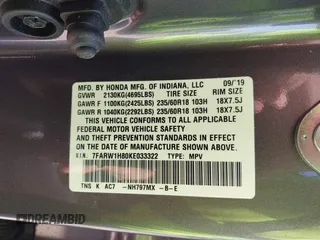 MFD. BY HONDA MFG. OF INDIANA, LLC 09/'19
GVWR 2130KG(4695LBS) TIRE SIZE RIM SIZE
GAWR F 1100KG(2425LBS) 235/60R18 103H 18X7.5J
GAWR R 1040KG(2292LBS) 235/60R18 103H 18X7.5J
THIS VEHICLE CONFORMS TO ALL APPLICABLE
FEDERAL MOTOR VEHICLE SAFETY
AND THEFT PREVENTION STANDARDS IN EFFECT
ON THE DATE OF MANUFACTURE SHOWN ABOVE.
V.I.N. 7FARW1H80KE033322 TYPE: MPV
TNS K AC7 -NH797MX -B-E
DREAMBID